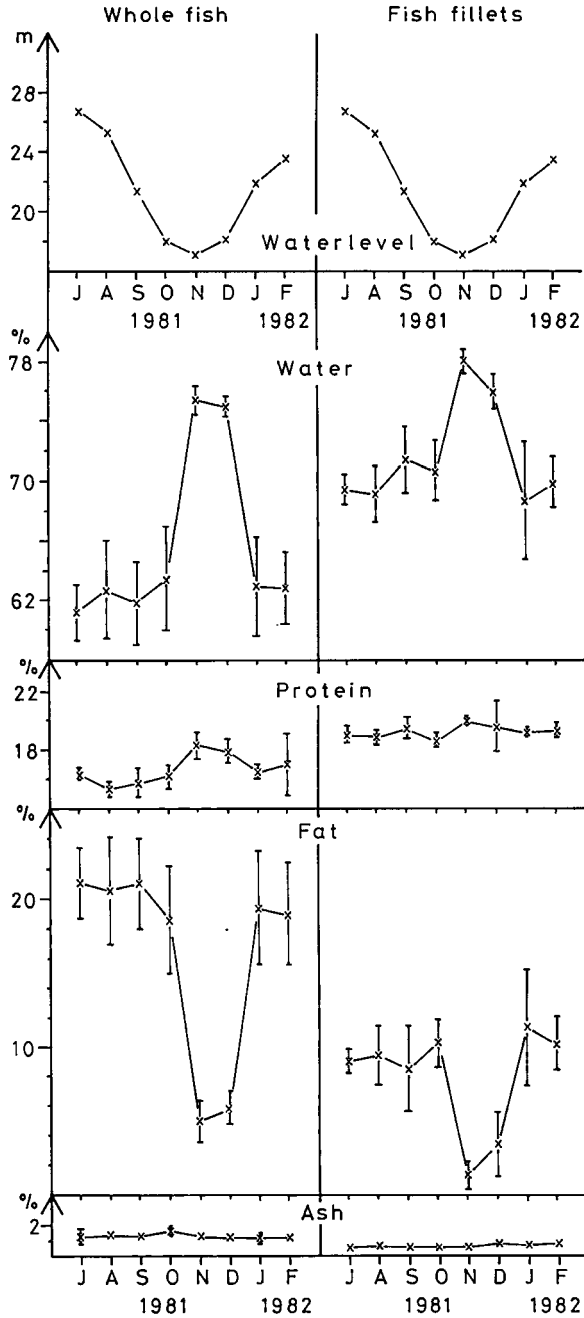 Whole fish Fish fillets
m
28
24
20
Waterlevel
J A S O N D J F J A S O N D J F
1981 1982 1981 1982
%
78
Water
70
62
%
22
Protein
18
%
Fat
20
10
%
Ash
2
J A S O N D J F J A S O N D J F
1981 1982 1981 1982